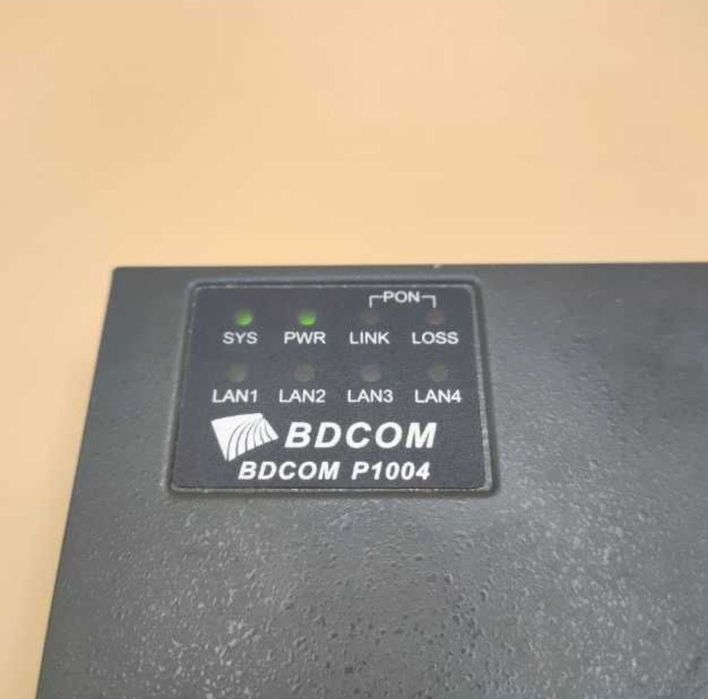 PON
SYS PWR LINK LOSS
LAN1 LAN2 LAN3 LAN4
BDCOM
BDCOM P1004